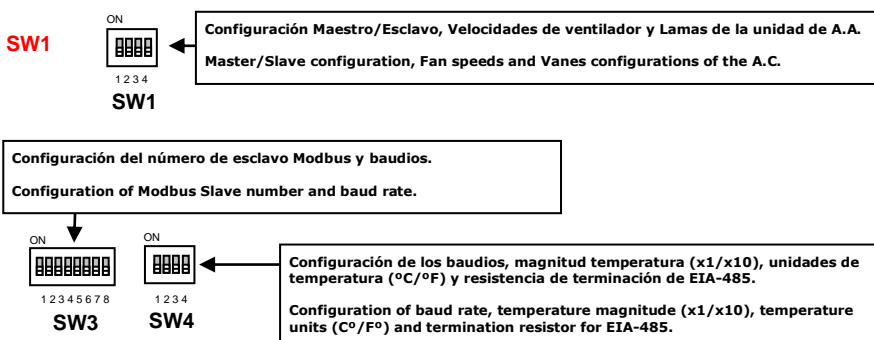 SW1
ON
1 2 3 4
SW1
Configuración Maestro/Esclavo, Velocidades de ventilador y Lamas de la unidad de A.A.
Master/Slave configuration, Fan speeds and Vanes configurations of the A.C.
Configuración del número de esclavo Modbus y baudios.
Configuration of Modbus Slave number and baud rate.
ON
1 2 3 4 5 6 7 8
SW3
ON
1 2 3 4
SW4
Configuración de los baudios, magnitud temperatura (x1/x10), unidades de
temperatura (ºC/ºF) y resistencia de terminación de EIA-485.
Configuration of baud rate, temperature magnitude (x1/x10), temperature
units (Cº/Fº) and termination resistor for EIA-485.